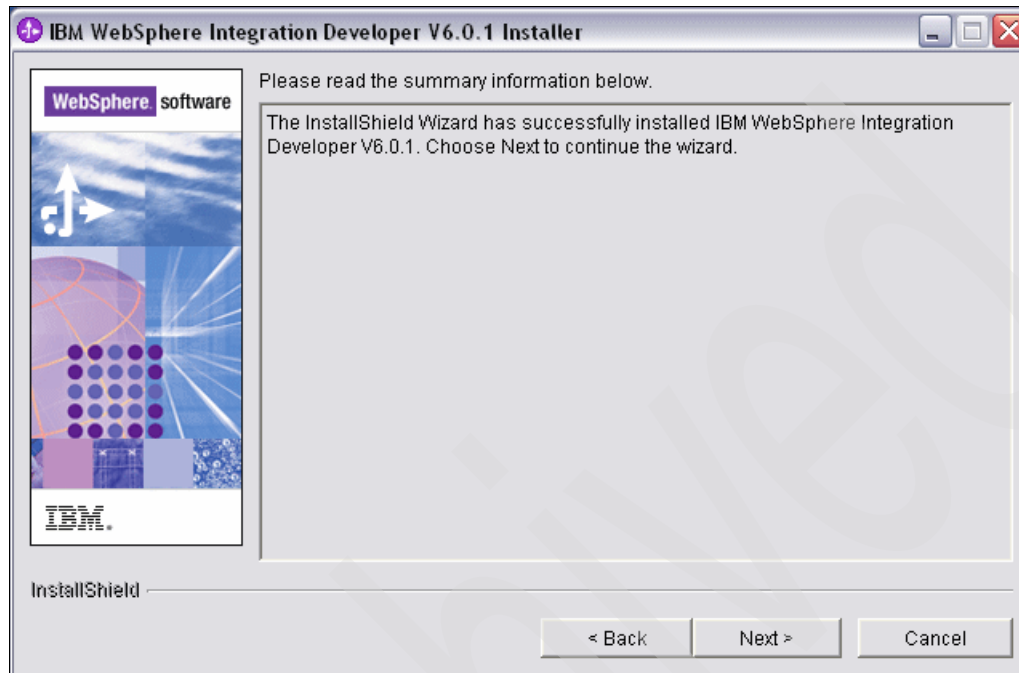 IBM WebSphere Integration Developer V6.0.1 Installer
WebSphere. software
Please read the summary information below.
The InstallShield Wizard has successfully installed IBM WebSphere Integration
Developer V6.0.1. Choose Next to continue the wizard.
IBM.
InstallShield
< Back
Next >
Cancel